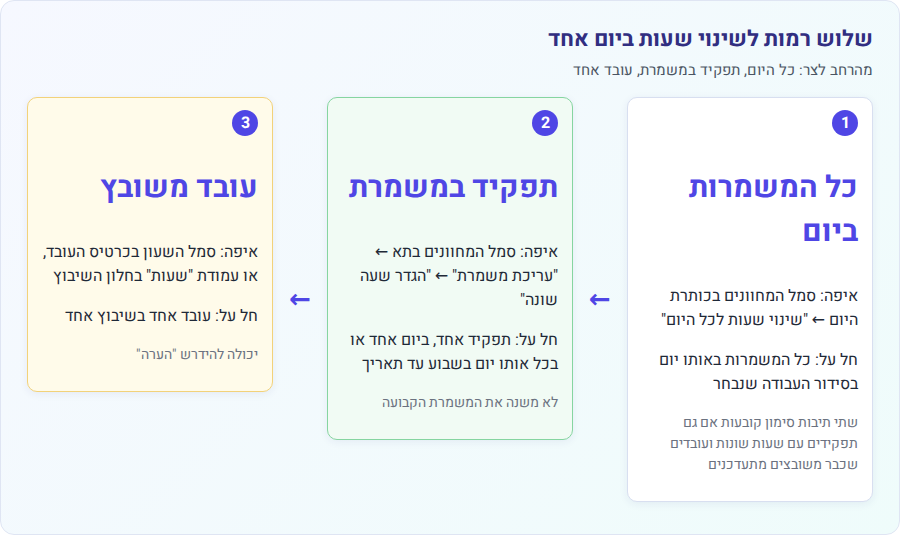 שלוש רמות לשינוי שעות ביום אחד
מהרחב לצר: כל היום, תפקיד במשמרת, עובד אחד
1
כל המשמרות
ביום
איפה: סמל המחוונים בכותרת
היום ← "שינוי שעות לכל היום"
חל על: כל המשמרות באותו יום
בסידור העבודה שנבחר
שתי תיבות סימון קובעות אם גם
תפקידים עם שעות שונות ועובדים
שכבר משובצים מתעדכנים
←
2
תפקיד במשמרת
איפה: סמל המחוונים בתא ←
"עריכת משמרת" ← "הגדר שעה
שונה"
חל על: תפקיד אחד, ביום אחד או
בכל אותו יום בשבוע עד תאריך
לא משנה את המשמרת הקבועה
←
3
עובד משובץ
איפה: סמל השעון בכרטיס העובד,
או עמודת "שעות" בחלון השיבוץ
חל על: עובד אחד בשיבוץ אחד
יכולה להידרש "הערה"